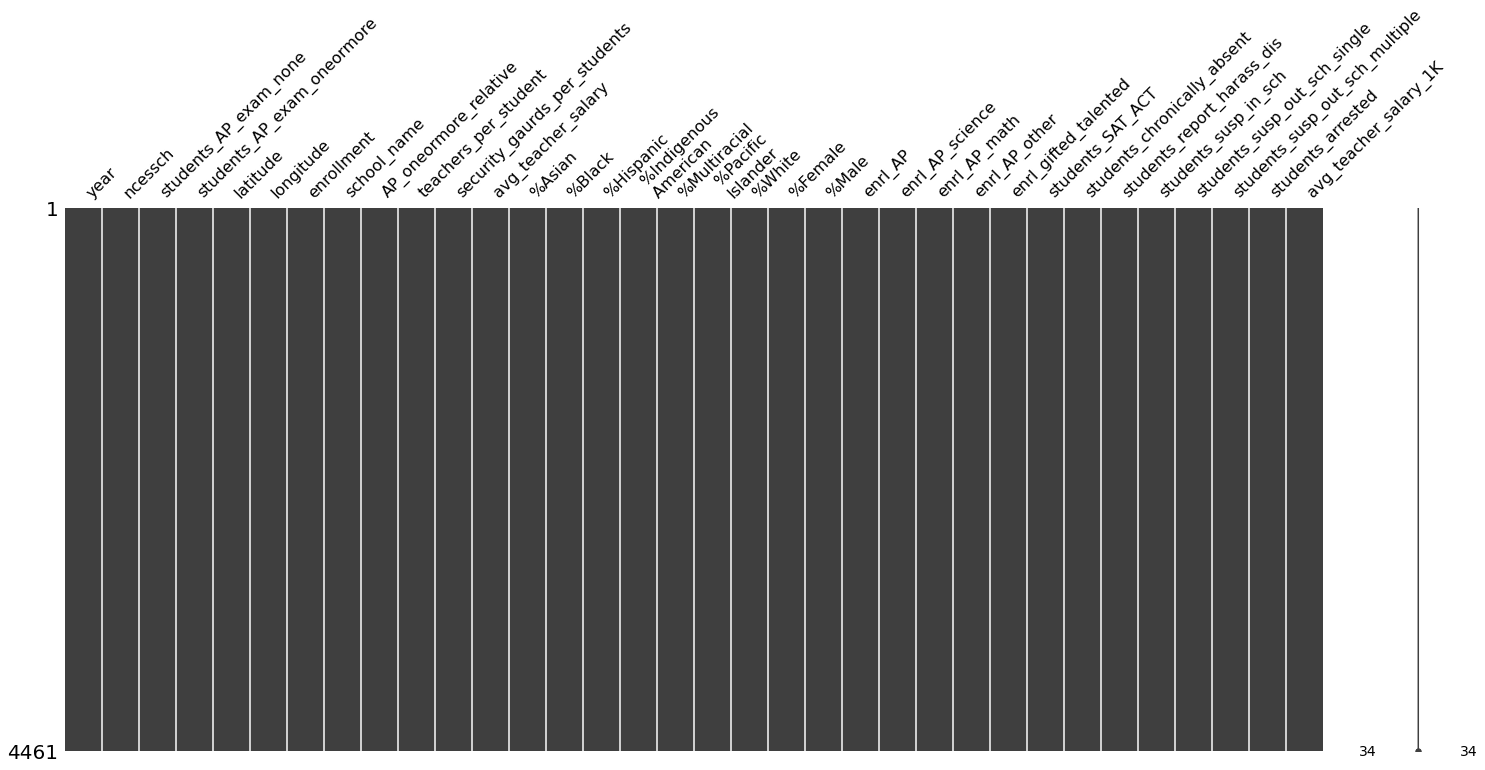 year
ncessch
students_AP_exam_none
students_AP_exam_oneormore
latitude
longitude
enrollment
school_name
AP_oneormore_relative
teachers_per_student
security_gaurds_per_students
avg_teacher_salary
%Asian
%Black
%Hispanic
%Indigenous
American
%Multiracial
%Pacific
Islander
%White
%Female
%Male
enrl_AP
enrl_AP_science
enrl_AP_math
enrl_AP_other
enrl_gifted_talented
students_SAT_ACT
students_chronically_absent
students_report_harass_dis
students_susp_in_sch
students_susp_out_sch_single
students_susp_out_sch_multiple
students_arrested
avg_teacher_salary_1K
1
4461
34
34